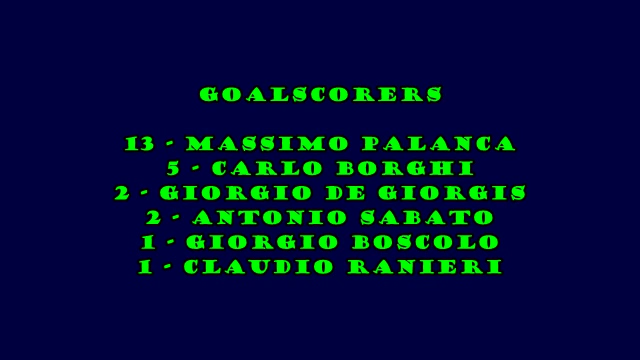 GOALSCORERS
13 - MASSIMO PALANCA
5 - CARLO BORGHI
2 - GIORGIO DE GIORGIS
2 - ANTONIO SABATO
1 - GIORGIO BOSCOLO
1 - CLAUDIO RANIERI